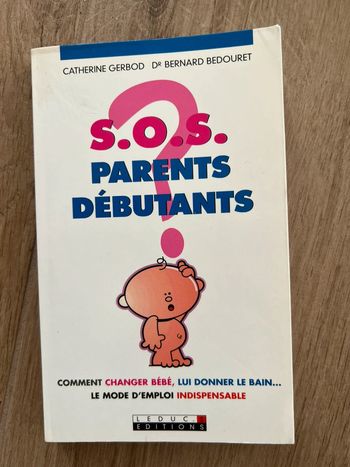 CATHERINE GERBOD DR BERNARD BEDOURET
S.O.S.
PARENTS
DÉBUTANTS
?
COMMENT CHANGER BÉBÉ, LUI DONNER LE BAIN...
LE MODE D'EMPLOI INDISPENSABLE
LEDUC.S
EDITIONS